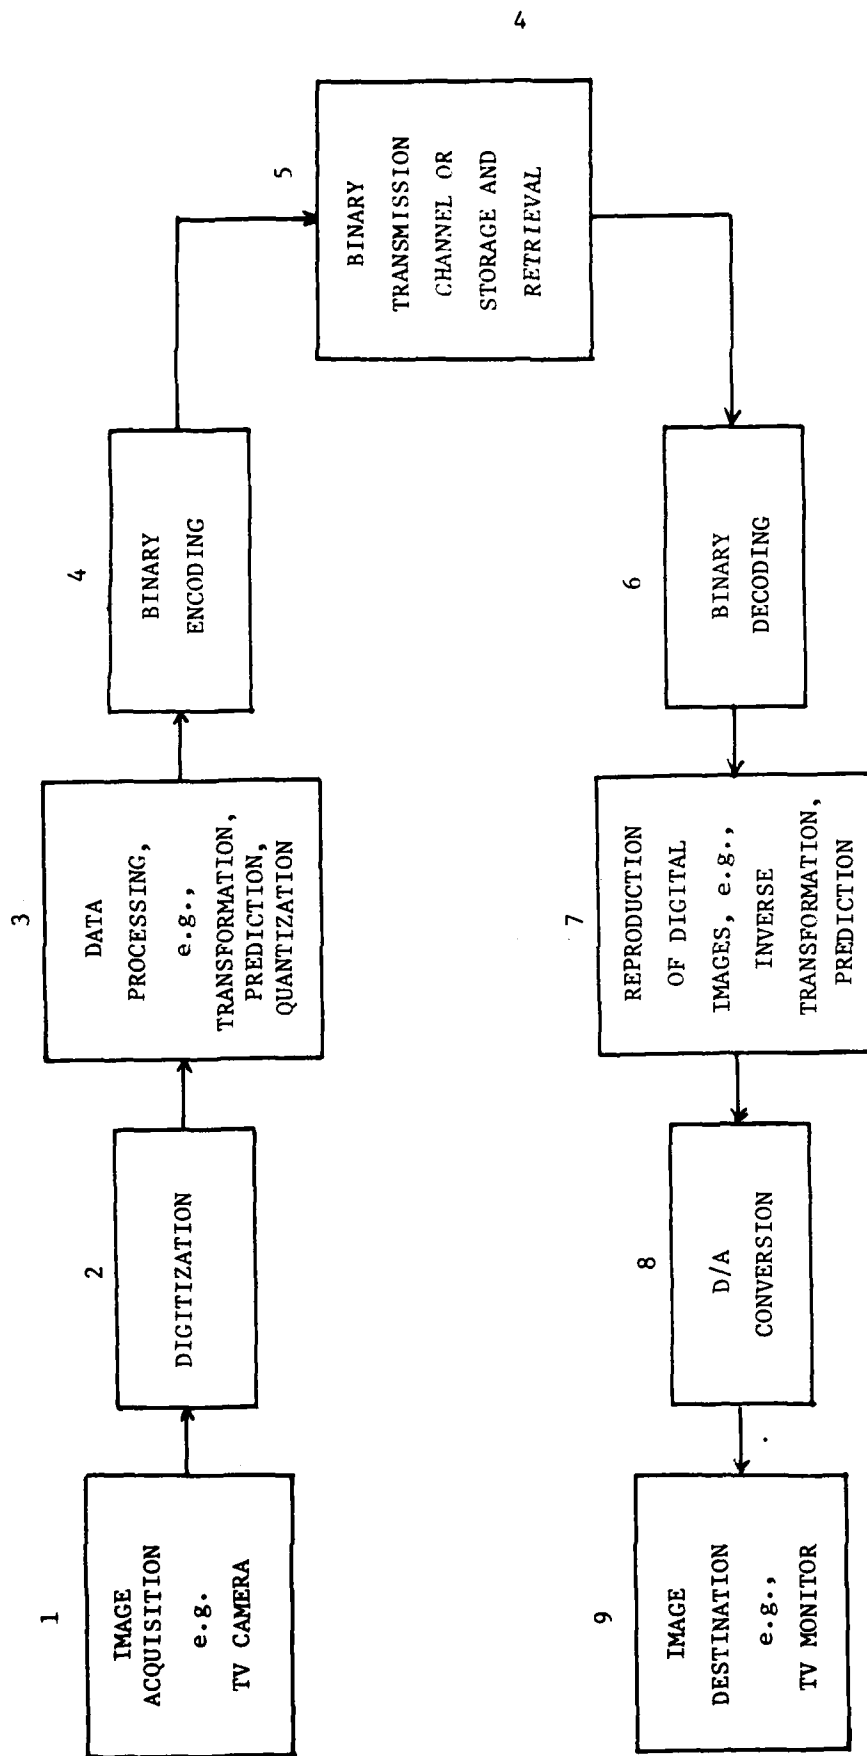 4
1
IMAGE
ACQUISITION
e.g.
TV CAMERA
2
DIGITIZATION
3
DATA
PROCESSING,
e.g.,
TRANSFORMATION,
PREDICTION,
QUANTIZATION
4
BINARY
ENCODING
5
BINARY
TRANSMISSION
CHANNEL OR
STORAGE AND
RETRIEVAL
6
BINARY
DECODING
7
REPRODUCTION
OF DIGITAL
IMAGES, e.g.,
INVERSE
TRANSFORMATION,
PREDICTION
8
D/A
CONVERSION
9
IMAGE
DESTINATION
e.g.,
TV MONITOR